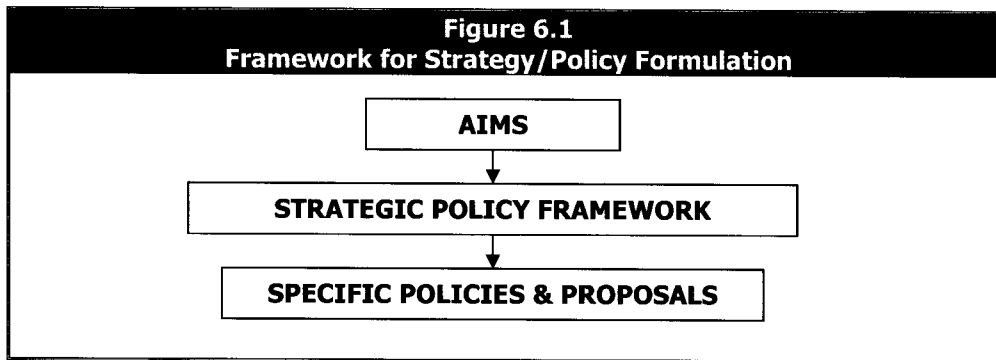 Figure 6.1
Framework for Strategy/Policy Formulation
AIMS
STRATEGIC POLICY FRAMEWORK
SPECIFIC POLICIES & PROPOSALS